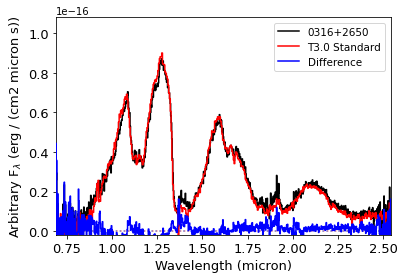 1e−16
0316+2650
T3.0 Standard
Difference
1.0
0.8
0.6
0.4
0.2
0.0
Arbitrary Fλ (erg / (cm2 micron s))
0.75 1.00 1.25 1.50 1.75 2.00 2.25 2.50
Wavelength (micron)